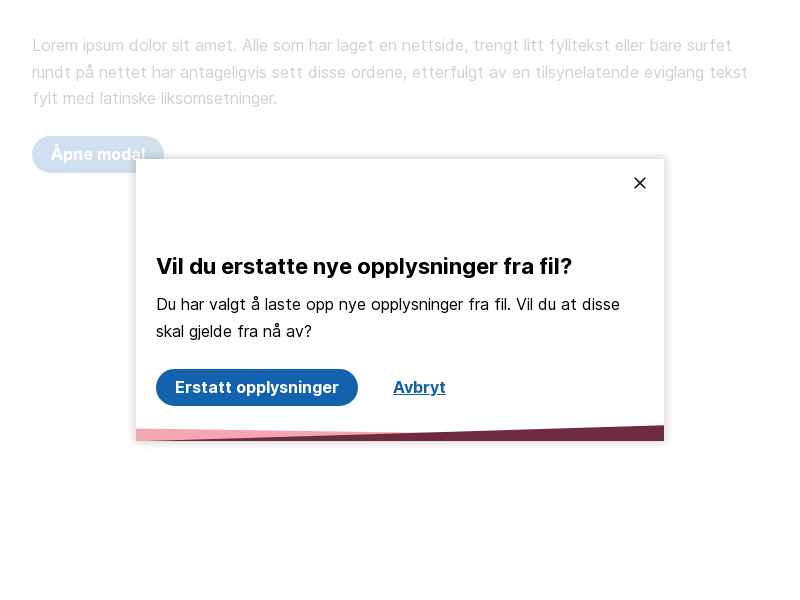 Lorem ipsum dolor sit amet. Alle som har laget en nettside, trengt litt fylltekst eller bare surfet
rundt på nettet har antageligvis sett disse ordene, etterfulgt av en tilsynelatende eviglang tekst
fylt med latinske liksomsetninger.
Åpne modal
Vil du erstatte nye opplysninger fra fil?
Du har valgt å laste opp nye opplysninger fra fil. Vil du at disse
skal gjelde fra nå av?
Erstatt opplysninger Avbryt